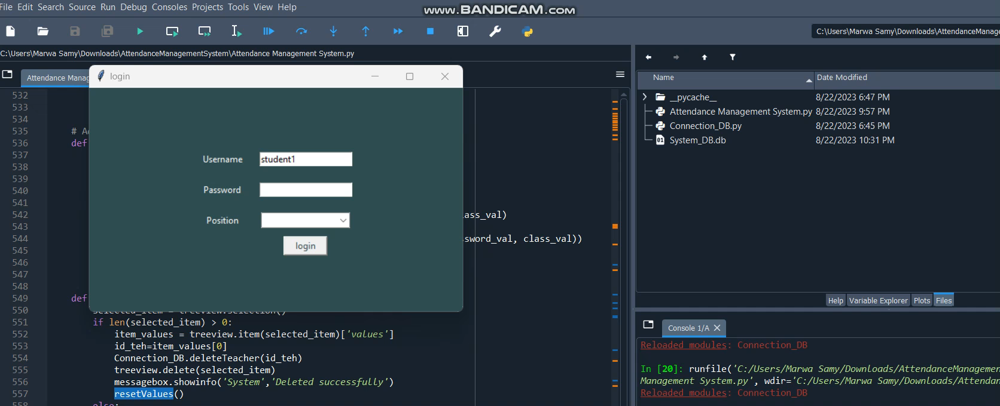 File Edit Search Source Run Debug Consoles Projects Tools View Help
www.BANDICAM.com
C:\Users\Marwa Samy\Downloads\AttendanceManage
C:\Users\Marwa Samy\Downloads\AttendanceManagementSystem\Attendance Management System.py
Attendance Manag
login
Username student1
Password
Position
login
532
533
534
535 # A
536 def
537
538
539
540
541
542 ass_val)
543
544 sword_val, class_val))
545
546
547
548
549 def
550 selected_item = treeview.selection()
551 if len(selected_item) > 0:
552 item_values = treeview.item(selected_item)['values']
553 id_teh=item_values[0]
554 Connection_DB.deleteTeacher(id_teh)
555 treeview.delete(selected_item)
556 messagebox.showinfo('System','Deleted successfully')
557 resetValues()
558 else:
Name Date Modified
__pycache__ 8/22/2023 6:47 PM
Attendance Management System.py 8/22/2023 9:57 PM
Connection_DB.py 8/22/2023 6:45 PM
System_DB.db 8/22/2023 10:31 PM
Help Variable Explorer Plots Files
Console 1/A
Reloaded modules: Connection_DB
In [20]: runfile('C:/Users/Marwa Samy/Downloads/AttendanceManagemen
Management System.py', wdir='C:/Users/Marwa Samy/Downloads/Attendan
Reloaded modules: Connection_DB